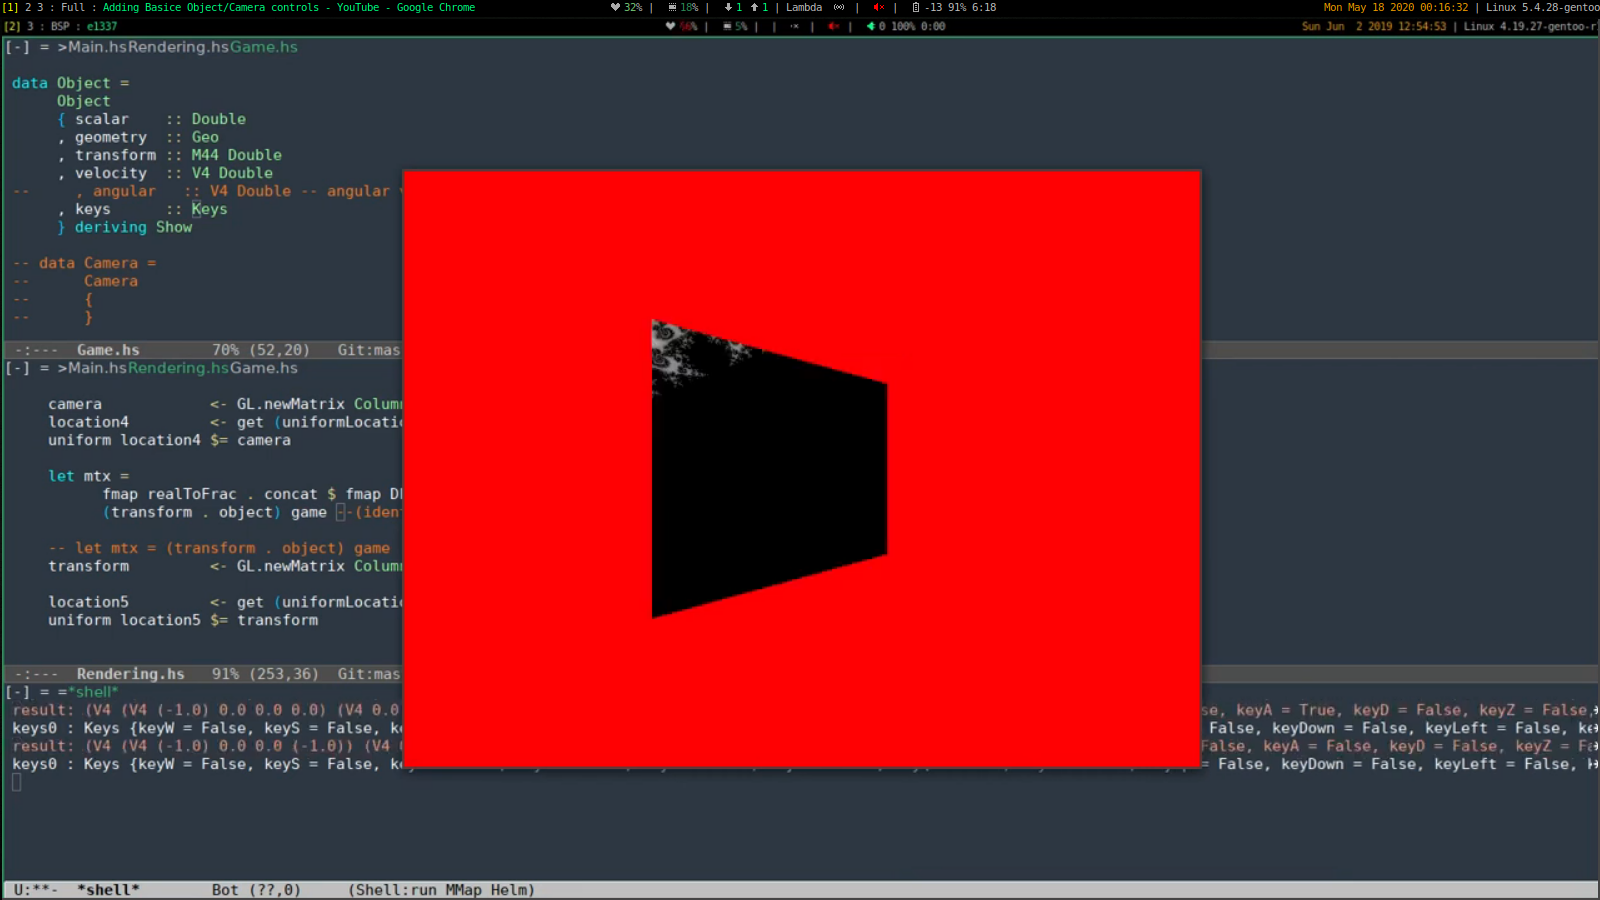 [1] 2 3 : Full : Adding Basice Object/Camera controls - YouTube - Google Chrome 32% | 18% | 1 1 | Lambda | | -13 91% 6:18 Mon May 18 2020 00:16:32 | Linux 5.4.28-gentoo
[2] 3 : BSP : e1337 66% | 5% | | | | 0 100% 0:00 Sun Jun 2 2019 12:54:53 | Linux 4.19.27-gentoo-r
[-] = >Main.hsRendering.hsGame.hs
data Object =
Object
{ scalar :: Double
, geometry :: Geo
, transform :: M44 Double
, velocity :: V4 Double
-- , angular :: V4 Double -- angular
, keys :: Keys
} deriving Show
-- data Camera =
-- Camera
-- {
-- }
-:--- Game.hs 70% (52,20) Git:mas
[-] = >Main.hsRendering.hsGame.hs
camera <- GL.newMatrix Colum
location4 <- get (uniformLocati
uniform location4 $= camera
let mtx =
fmap realToFrac . concat $ fmap D
(transform . object) game --(iden
-- let mtx = (transform . object) game
transform <- GL.newMatrix Colum
location5 <- get (uniformLocati
uniform location5 $= transform
-:--- Rendering.hs 91% (253,36) Git:mas
[-] = =*shell*
result: (V4 (V4 (-1.0) 0.0 0.0 0.0) (V4 0.0 se, keyA = True, keyD = False, keyZ = False,
keys0 : Keys {keyW = False, keyS = False, ke False, keyDown = False, keyLeft = False, ke
result: (V4 (V4 (-1.0) 0.0 0.0 (-1.0)) (V4 False, keyA = False, keyD = False, keyZ = Fa
keys0 : Keys {keyW = False, keyS = False, ke = False, keyDown = False, keyLeft = False,
U:**- *shell* Bot (??,0) (Shell:run MMap Helm)